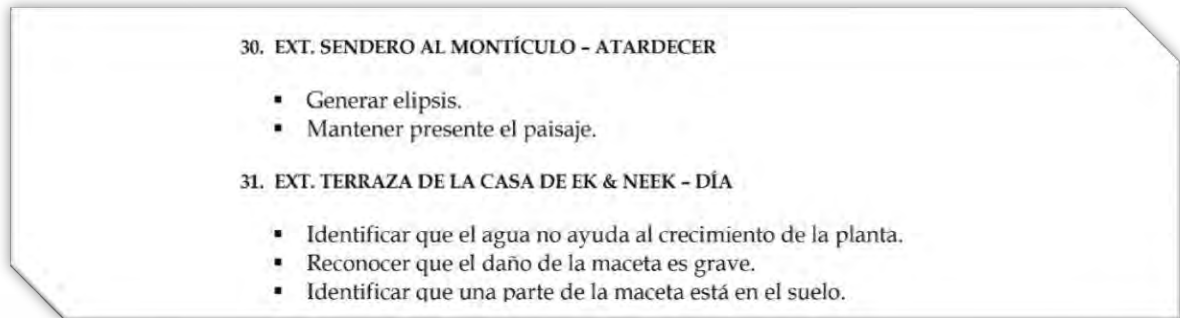 30. EXT. SENDERO AL MONTÍCULO – ATARDECER
▪ Generar elipsis.
▪ Mantener presente el paisaje.
31. EXT. TERRAZA DE LA CASA DE EK & NEEK – DÍA
▪ Identificar que el agua no ayuda al crecimiento de la planta.
▪ Reconocer que el daño de la maceta es grave.
▪ Identificar que una parte de la maceta está en el suelo.